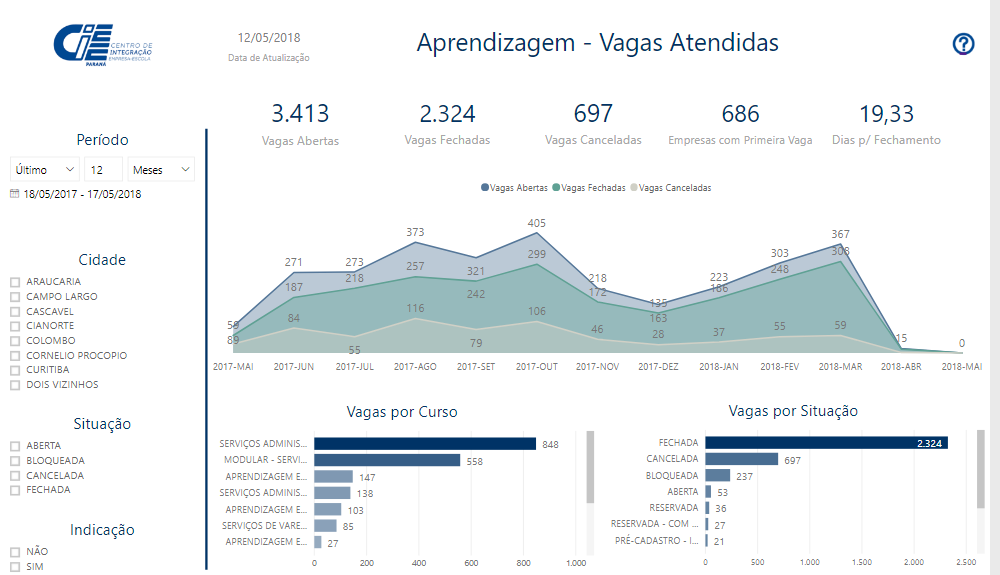 CIEE
CENTRO DE
INTEGRAÇÃO
EMPRESA-ESCOLA
PARANÁ
12/05/2018
Data de Atualização
Aprendizagem - Vagas Atendidas
?
3.413
Vagas Abertas
2.324
Vagas Fechadas
697
Vagas Canceladas
686
Empresas com Primeira Vaga
19,33
Dias p/ Fechamento
Período
Último 12 Meses
18/05/2017 - 17/05/2018
Cidade
ARAUCARIA
CAMPO LARGO
CASCAVEL
CIANORTE
COLOMBO
CORNELIO PROCOPIO
CURITIBA
DOIS VIZINHOS
Situação
ABERTA
BLOQUEADA
CANCELADA
FECHADA
Indicação
NÃO
SIM
Vagas Abertas Vagas Fechadas Vagas Canceladas
271 273 373 321 405 218 135 223 303 367 15 0
59 187 218 257 242 299 172 163 186 248 308
89 84 55 116 79 106 46 28 37 55 59
2017-MAI 2017-JUN 2017-JUL 2017-AGO 2017-SET 2017-OUT 2017-NOV 2017-DEZ 2018-JAN 2018-FEV 2018-MAR 2018-ABR 2018-MAI
Vagas por Curso
SERVIÇOS ADMINIS... 848
MODULAR - SERVI... 558
APRENDIZAGEM E... 147
SERVIÇOS ADMINIS... 138
APRENDIZAGEM E... 103
SERVIÇOS DE VARE... 85
APRENDIZAGEM E... 27
0 200 400 600 800 1.000
Vagas por Situação
FECHADA 2.324
CANCELADA 697
BLOQUEADA 237
ABERTA 53
RESERVADA 36
RESERVADA - COM ... 27
PRÉ-CADASTRO - I... 21
0 500 1.000 1.500 2.000 2.500